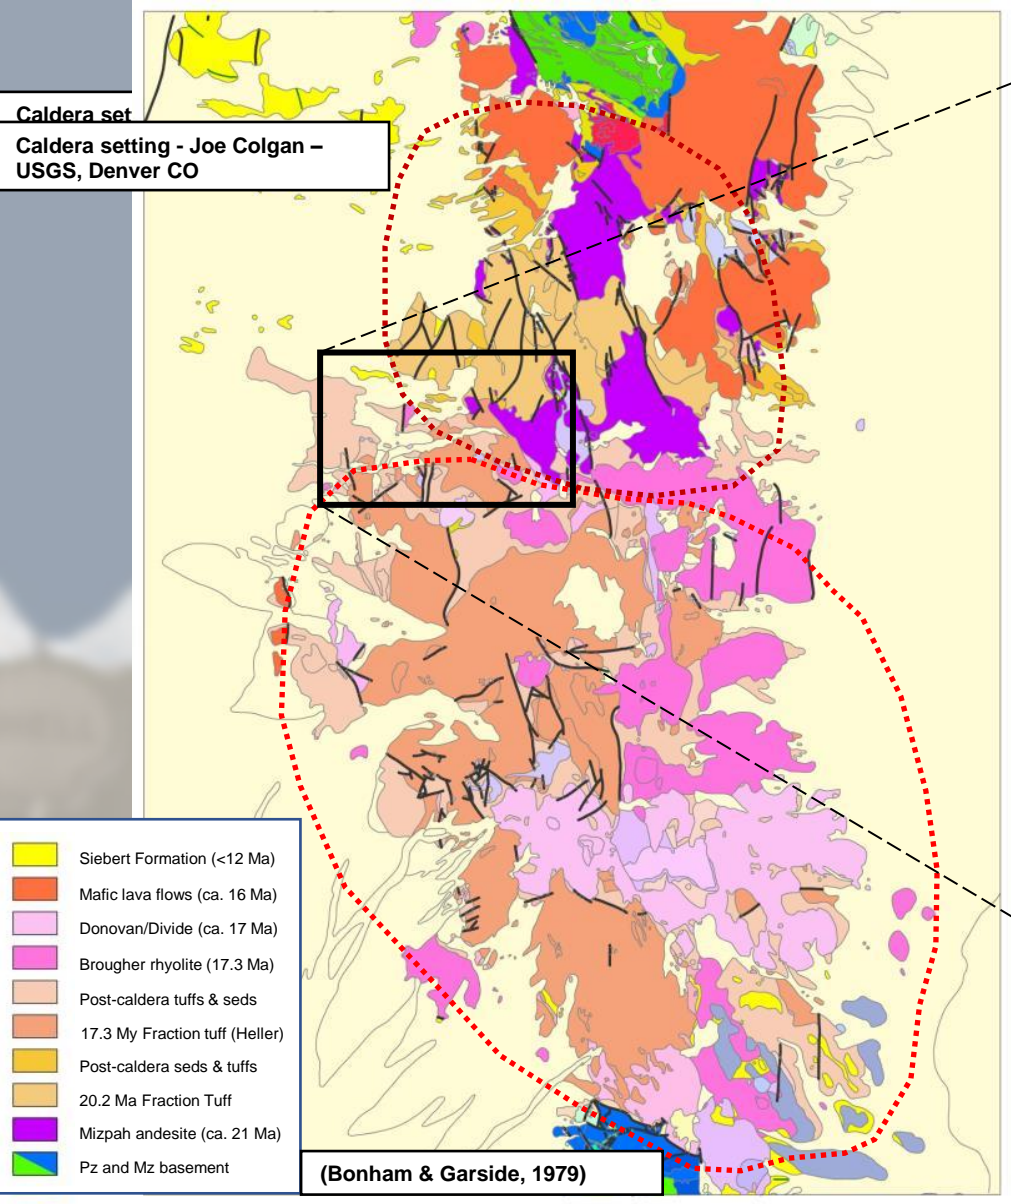 Caldera set
Caldera setting - Joe Colgan –
USGS, Denver CO
Siebert Formation (<12 Ma)
Mafic lava flows (ca. 16 Ma)
Donovan/Divide (ca. 17 Ma)
Brougher rhyolite (17.3 Ma)
Post-caldera tuffs & seds
17.3 My Fraction tuff (Heller)
Post-caldera seds & tuffs
20.2 Ma Fraction Tuff
Mizpah andesite (ca. 21 Ma)
Pz and Mz basement
(Bonham & Garside, 1979)